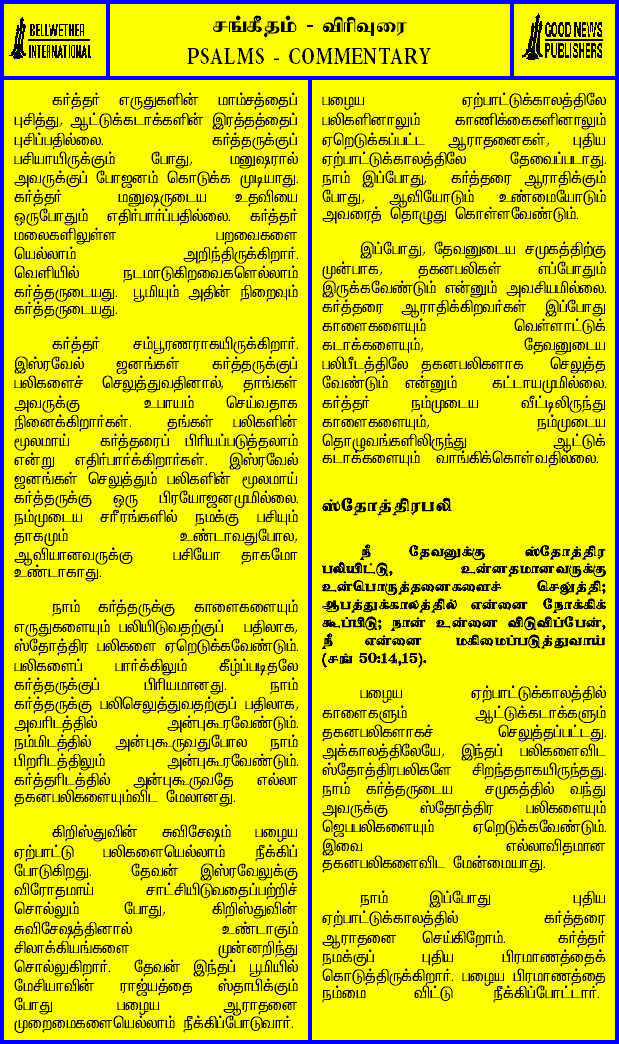 BELLWETHER
INTERNATIONAL
சங்கீதம் - விரிவுரை
PSALMS - COMMENTARY
GOOD NEWS
PUBLISHERS
கர்த்தர் எருதுகளின் மாம்சத்தைப்
புசித்து, ஆட்டுக்கடாக்களின் இரத்தத்தைப்
புசிப்பதில்லை. கர்த்தருக்குப்
பசியாயிருக்கும் போது, மனுஷரால்
அவருக்குப் போஜனம் கொடுக்க முடியாது.
கர்த்தர் மனுஷருடைய உதவியை
ஒருபோதும் எதிர்பார்ப்பதில்லை. கர்த்தர்
மலைகளிலுள்ள பறவைகளை
யெல்லாம் அறிந்திருக்கிறார்.
வெளியில் நடமாடுகிறவைகளெல்லாம்
கர்த்தருடையது. பூமியும் அதின் நிறைவும்
கர்த்தருடையது.
கர்த்தர் சம்பூரணராகயிருக்கிறார்.
இஸ்ரவேல் ஜனங்கள் கர்த்தருக்குப்
பலிகளைச் செலுத்துவதினால், தாங்கள்
அவருக்கு உபாயம் செய்வதாக
நினைக்கிறார்கள். தங்கள் பலிகளின்
மூலமாய் கர்த்தரைப் பிரியப்படுத்தலாம்
என்று எதிர்பார்க்கிறார்கள். இஸ்ரவேல்
ஜனங்கள் செலுத்தும் பலிகளின் மூலமாய்
கர்த்தருக்கு ஒரு பிரயோஜனமுமில்லை.
நம்முடைய சரீரங்களில் நமக்கு பசியும்
தாகமும் உண்டாவதுபோல,
ஆவியானவருக்கு பசியோ தாகமோ
உண்டாகாது.
நாம் கர்த்தருக்கு காளைகளையும்
எருதுகளையும் பலியிடுவதற்குப் பதிலாக,
ஸ்தோத்திர பலிகளை ஏறெடுக்கவேண்டும்.
பலிகளைப் பார்க்கிலும் கீழ்ப்படிதலே
கர்த்தருக்குப் பிரியமானது. நாம்
கர்த்தருக்கு பலிசெலுத்துவதற்குப் பதிலாக,
அவரிடத்தில் அன்புகூரவேண்டும்.
நம்மிடத்தில் அன்புகூருவதுபோல நாம்
பிறரிடத்திலும் அன்புகூரவேண்டும்.
கர்த்தரிடத்தில் அன்புகூருவதே எல்லா
தகனபலிகளையும்விட மேலானது.
கிறிஸ்துவின் சுவிசேஷம் பழைய
ஏற்பாட்டு பலிகளையெல்லாம் நீக்கிப்
போடுகிறது. தேவன் இஸ்ரவேலுக்கு
விரோதமாய் சாட்சியிடுவதைப்பற்றிச்
சொல்லும் போது, கிறிஸ்துவின்
சுவிசேஷத்தினால் உண்டாகும்
சிலாக்கியங்களை முன்னறிந்து
சொல்லுகிறார். தேவன் இந்தப் பூமியில்
மேசியாவின் ராஜ்யத்தை ஸ்தாபிக்கும்
போது பழைய ஆராதனை
முறைமைகளையெல்லாம் நீக்கிப்போடுவார்.
பழைய ஏற்பாட்டுக்காலத்திலே
பலிகளினாலும் காணிக்கைகளினாலும்
ஏறெடுக்கப்பட்ட ஆராதனைகள், புதிய
ஏற்பாட்டுக்காலத்திலே தேவைப்படாது.
நாம் இப்போது, கர்த்தரை ஆராதிக்கும்
போது, ஆவியோடும் உண்மையோடும்
அவரைத் தொழுது கொள்ளவேண்டும்.
இப்போது, தேவனுடைய சமுகத்திற்கு
முன்பாக, தகனபலிகள் எப்போதும்
இருக்கவேண்டும் என்னும் அவசியமில்லை.
கர்த்தரை ஆராதிக்கிறவர்கள் இப்போது
காளைகளையும் வெள்ளாட்டுக்
கடாக்களையும், தேவனுடைய
பலிபீடத்திலே தகனபலிகளாக செலுத்த
வேண்டும் என்னும் கட்டாயமுமில்லை.
கர்த்தர் நம்முடைய வீட்டிலிருந்து
காளைகளையும், நம்முடைய
தொழுவங்களிலிருந்து ஆட்டுக்
கடாக்களையும் வாங்கிக்கொள்வதில்லை.
ஸ்தோத்திரபலி
நீ தேவனுக்கு ஸ்தோத்திர
பலியிட்டு, உன்னதமானவருக்கு
உன்பொருத்தனைகளைச் செலுத்தி;
ஆபத்துக்காலத்தில் என்னை நோக்கிக்
கூப்பிடு; நான் உன்னை விடுவிப்பேன்,
நீ என்னை மகிமைப்படுத்துவாய்
(சங் 50:14,15).
பழைய ஏற்பாட்டுக்காலத்தில்
காளைகளும் ஆட்டுக்கடாக்களும்
தகனபலிகளாகச் செலுத்தப்பட்டது.
அக்காலத்திலேயே, இந்தப் பலிகளைவிட
ஸ்தோத்திரபலிகளே சிறந்ததாகயிருந்தது.
நாம் கர்த்தருடைய சமுகத்தில் வந்து
அவருக்கு ஸ்தோத்திர பலிகளையும்
ஜெபபலிகளையும் ஏறெடுக்கவேண்டும்.
இவை எல்லாவிதமான
தகனபலிகளைவிட மேன்மையாது.
நாம் இப்போது புதிய
ஏற்பாட்டுக்காலத்தில் கர்த்தரை
ஆராதனை செய்கிறோம். கர்த்தர்
நமக்குப் புதிய பிரமாணத்தைக்
கொடுத்திருக்கிறார். பழைய பிரமாணத்தை
நம்மை விட்டு நீக்கிப்போட்டார்.